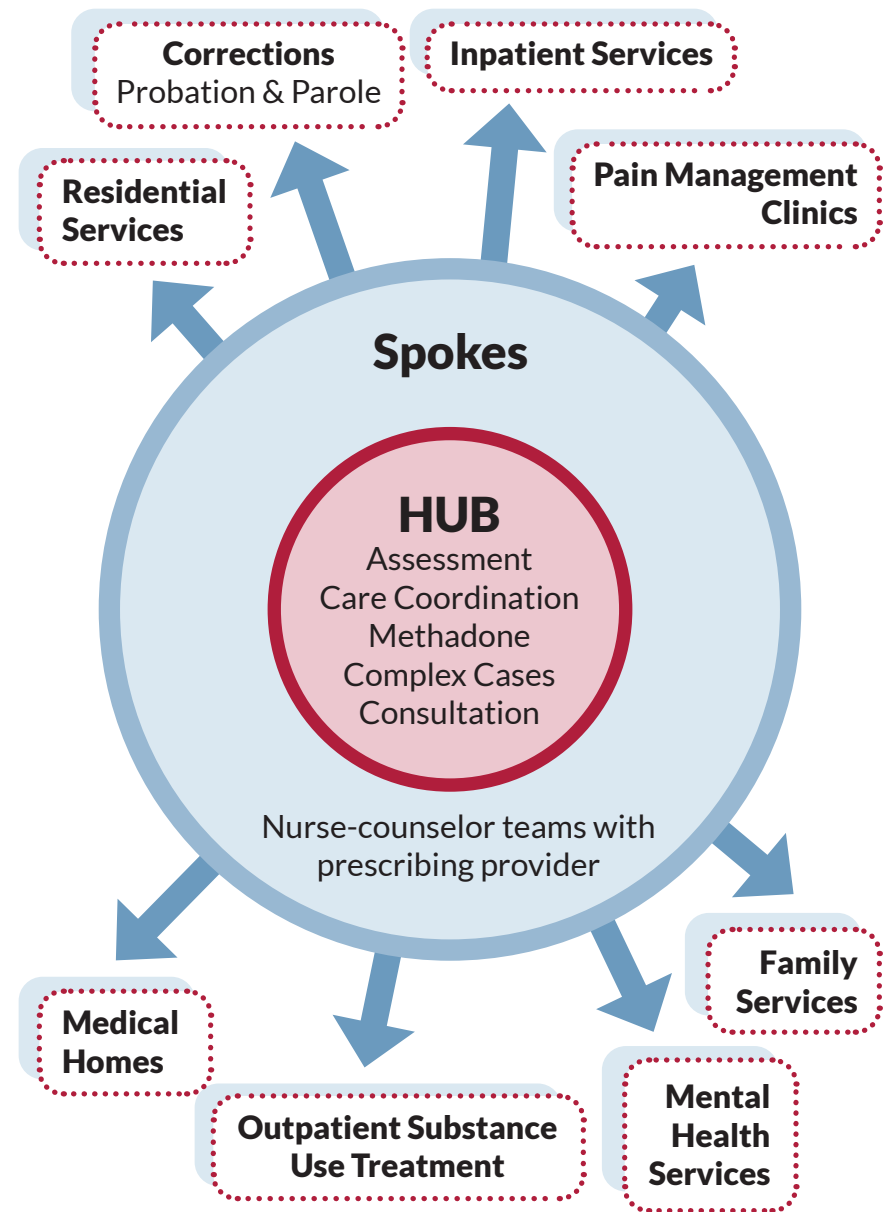 Corrections
Probation & Parole
Inpatient Services
Residential
Services
Pain Management
Clinics
Spokes
HUB
Assessment
Care Coordination
Methadone
Complex Cases
Consultation
Nurse-counselor teams with
prescribing provider
Family
Services
Medical
Homes
Mental
Health
Services
Outpatient Substance
Use Treatment